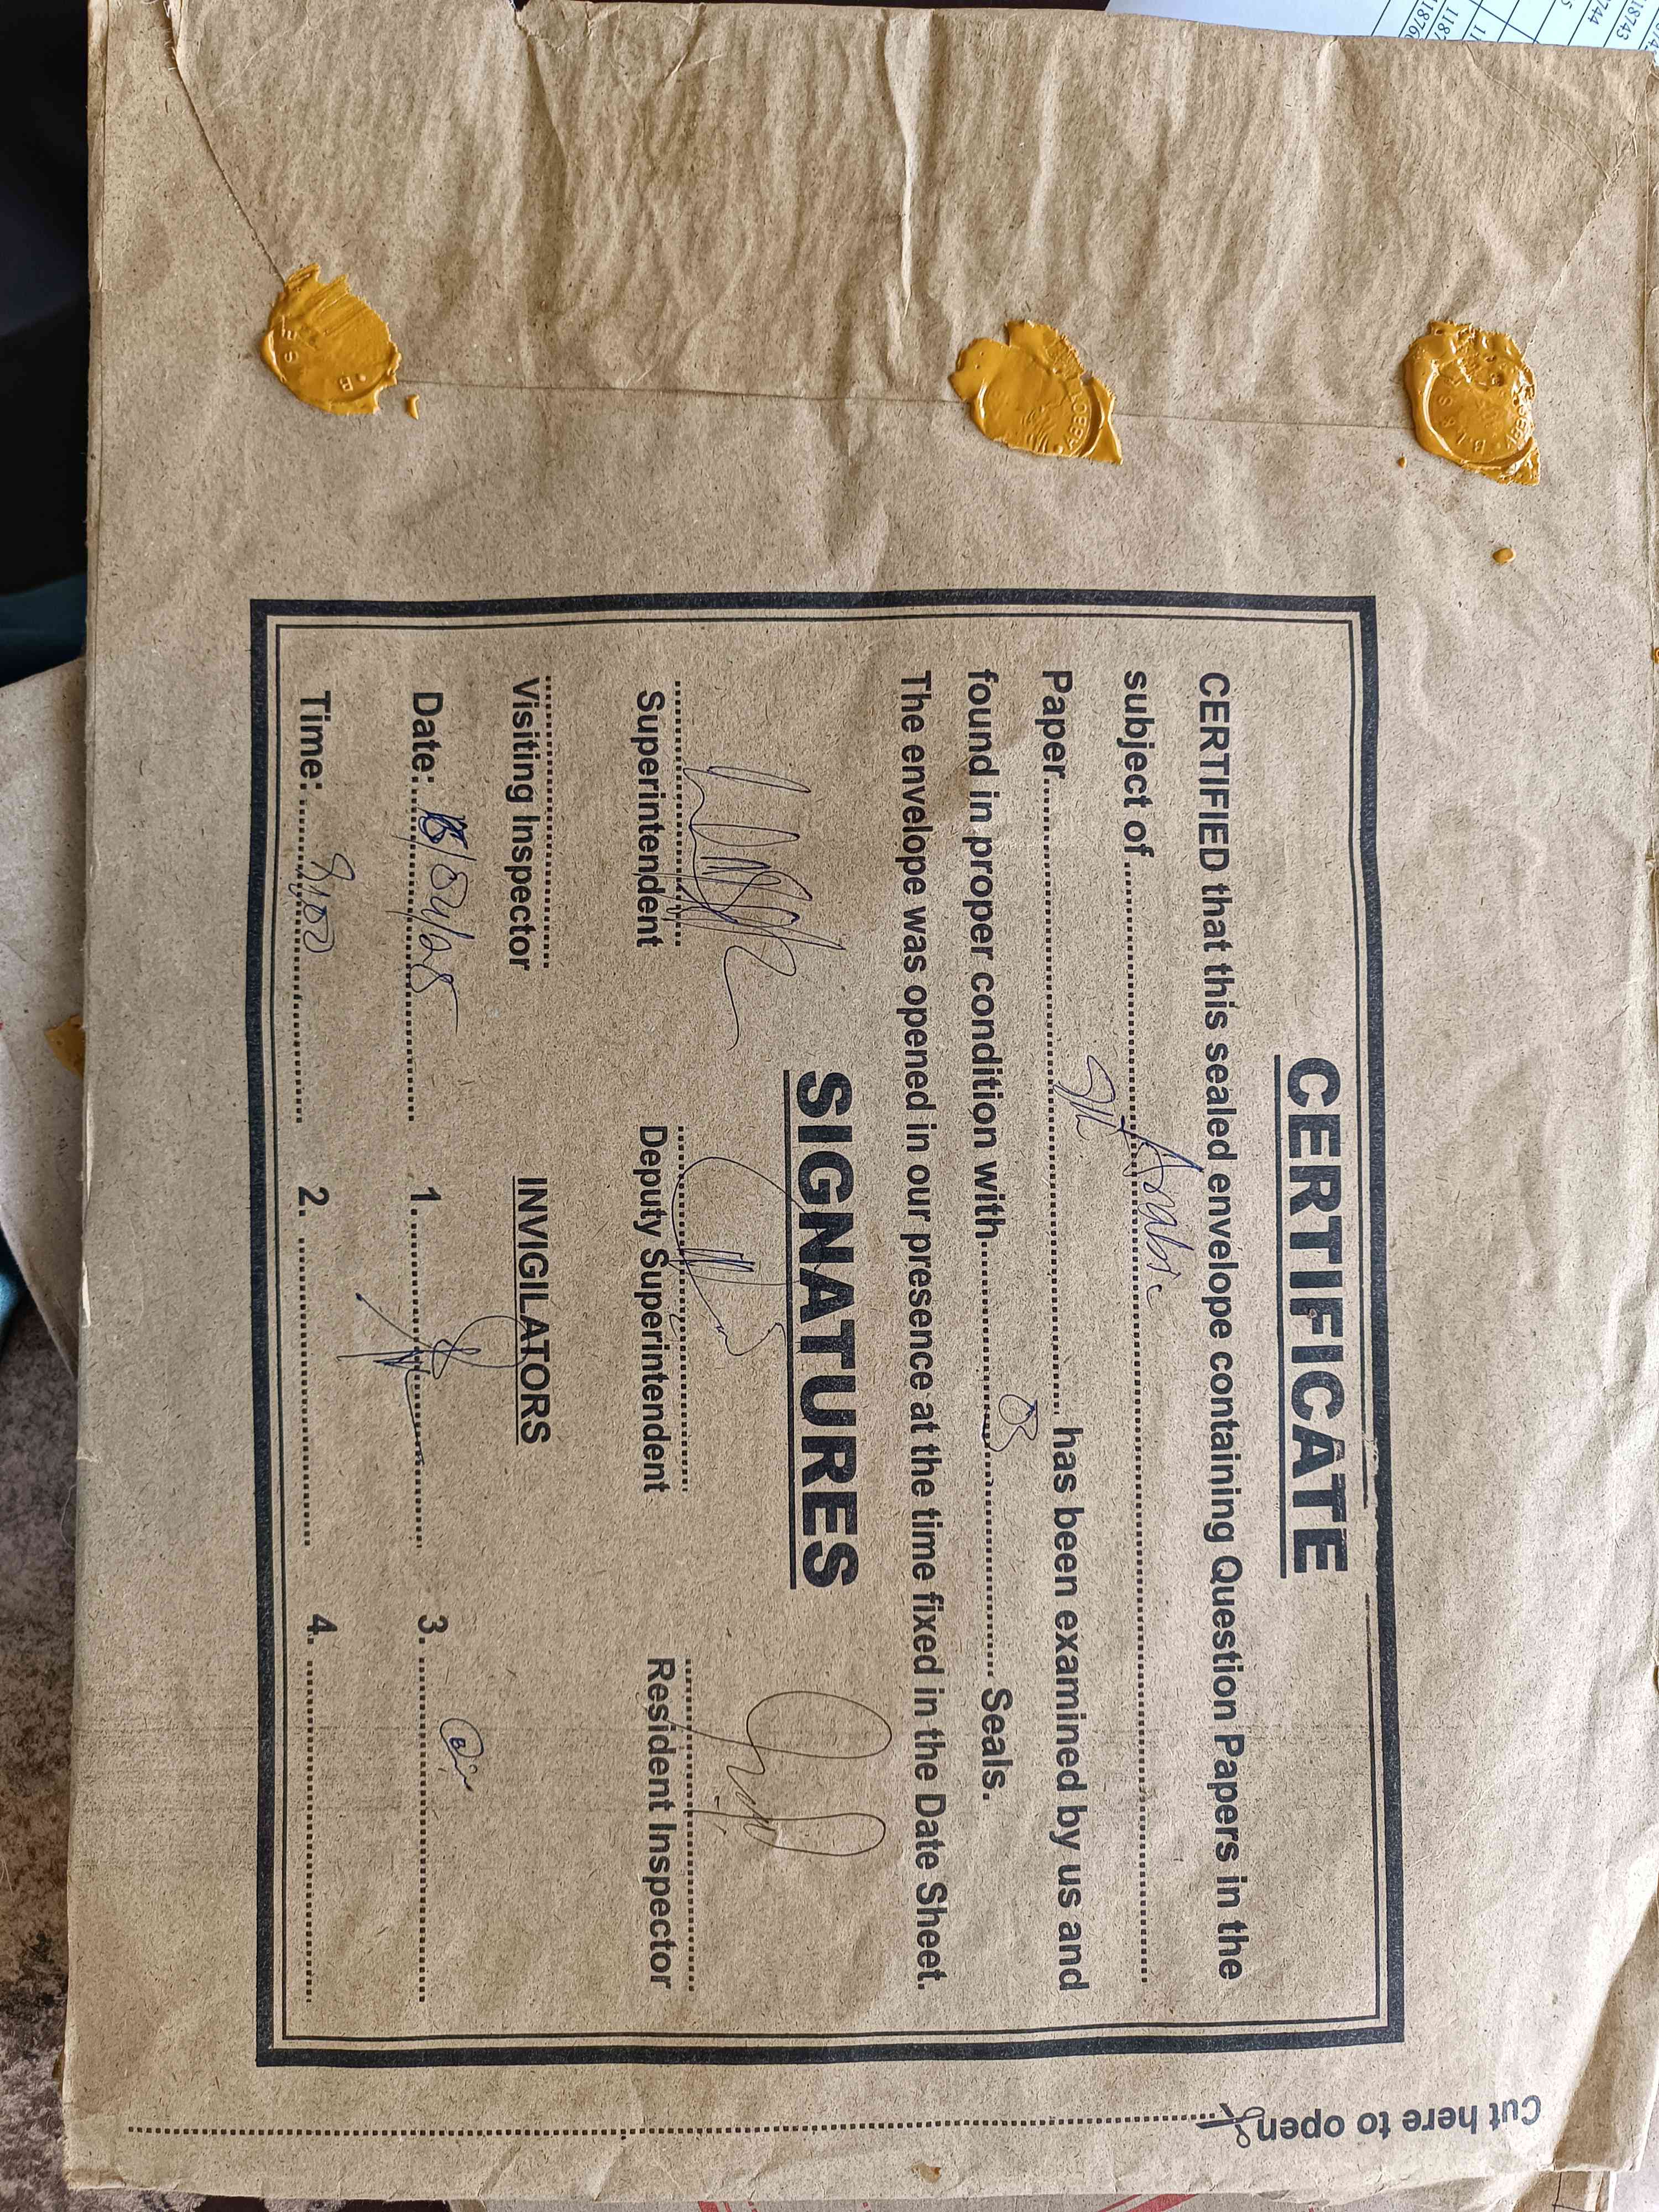 CERTIFICATE
CERTIFIED that this sealed envelope containing Question Papers in the
subject of Arabic
Paper 9th has been examined by us and
found in proper condition with Seals.
The envelope was opened in our presence at the time fixed in the Date Sheet.
SIGNATURES
Superintendent Deputy Superintendent Resident Inspector
Visiting Inspector INVIGILATORS
Date: 1. 3.
Time: 2. 4.
Cut here to open